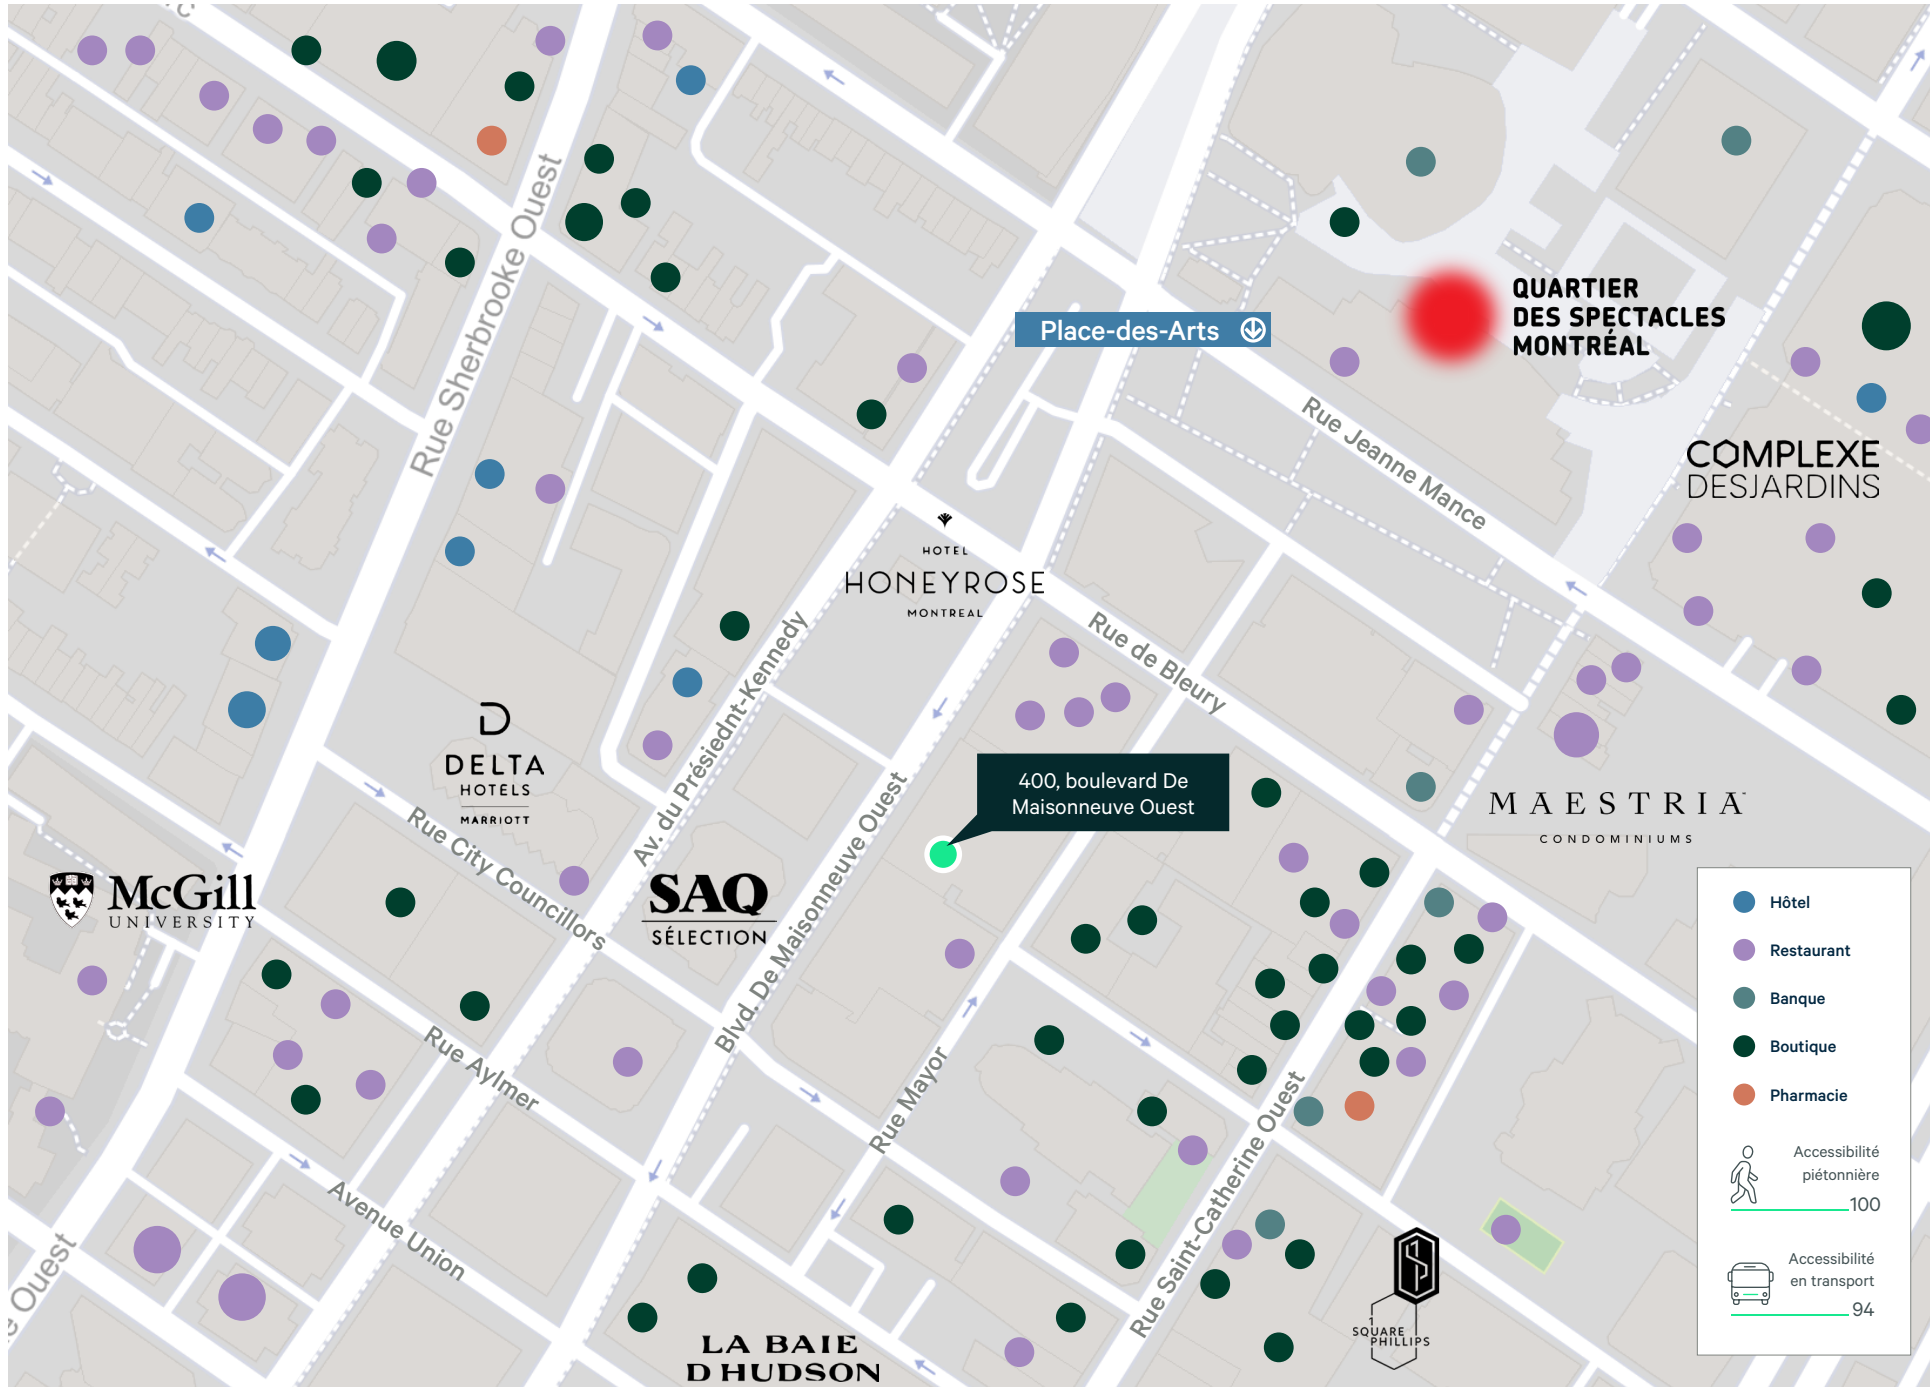 Rue Sherbrooke Ouest
Place-des-Arts
QUARTIER
DES SPECTACLES
MONTRÉAL
Rue Jeanne Mance
COMPLEXE
DESJARDINS
HOTEL
HONEYROSE
MONTREAL
Rue de Bleury
Av. du Présiednt-Kennedy
DELTA
HOTELS
MARRIOTT
400, boulevard De
Maisonneuve Ouest
MAESTRIA
CONDOMINIUMS
Rue City Councillors
McGill
UNIVERSITY
SAQ
SÉLECTION
Blvd. De Maisonneuve Ouest
Rue Aylmer
Rue Mayor
Rue Saint-Catherine Ouest
Avenue Union
e Ouest
1
SQUARE
PHILLIPS
LA BAIE
D HUDSON
Hôtel
Restaurant
Banque
Boutique
Pharmacie
Accessibilité
piétonnière
100
Accessibilité
en transport
94